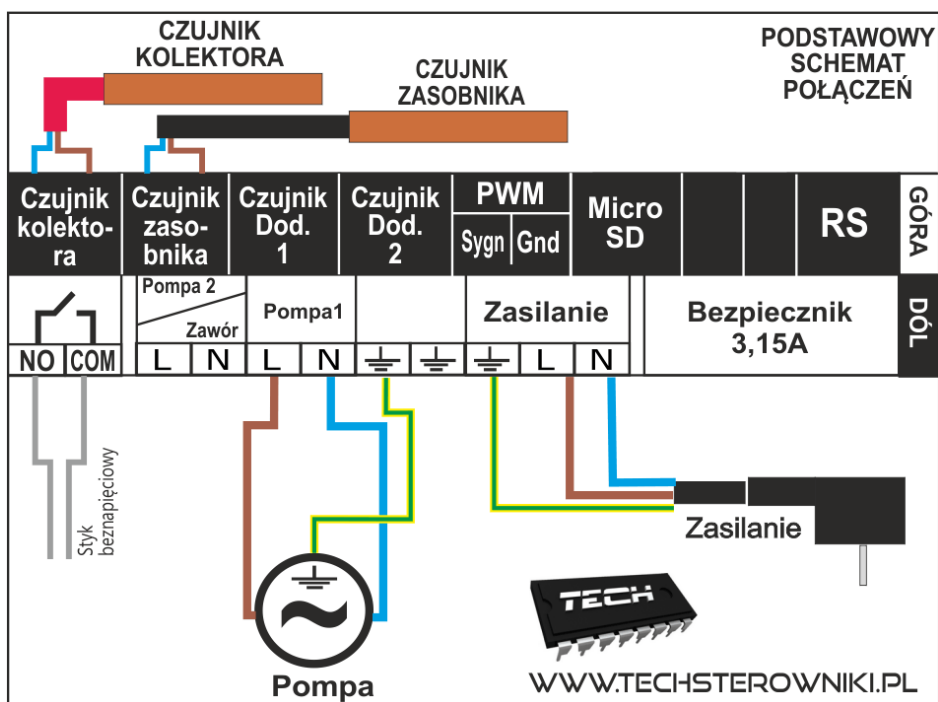 CZUJNIK
KOLEKTORA
CZUJNIK
ZASOBNIKA
PODSTAWOWY
SCHEMAT
POŁĄCZEŃ
Czujnik
kolekto-
ra
Czujnik
zaso-
bnika
Czujnik
Dod.
1
Czujnik
Dod.
2
PWM
Sygn Gnd
Micro
SD
RS
GÓRA
NO COM
Pompa 2
Zawór
L N
Pompa1
L N
Zasilanie
L N
Bezpiecznik
3,15A
DÓL
Styk
beznapięciowy
Pompa
Zasilanie
TECH
WWW.TECHSTEROWNIKI.PL